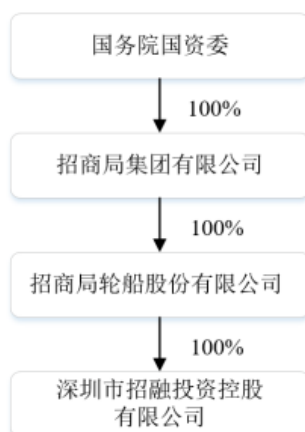 国务院国资委
100%
招商局集团有限公司
100%
招商局轮船股份有限公司
100%
深圳市招融投资控股
有限公司